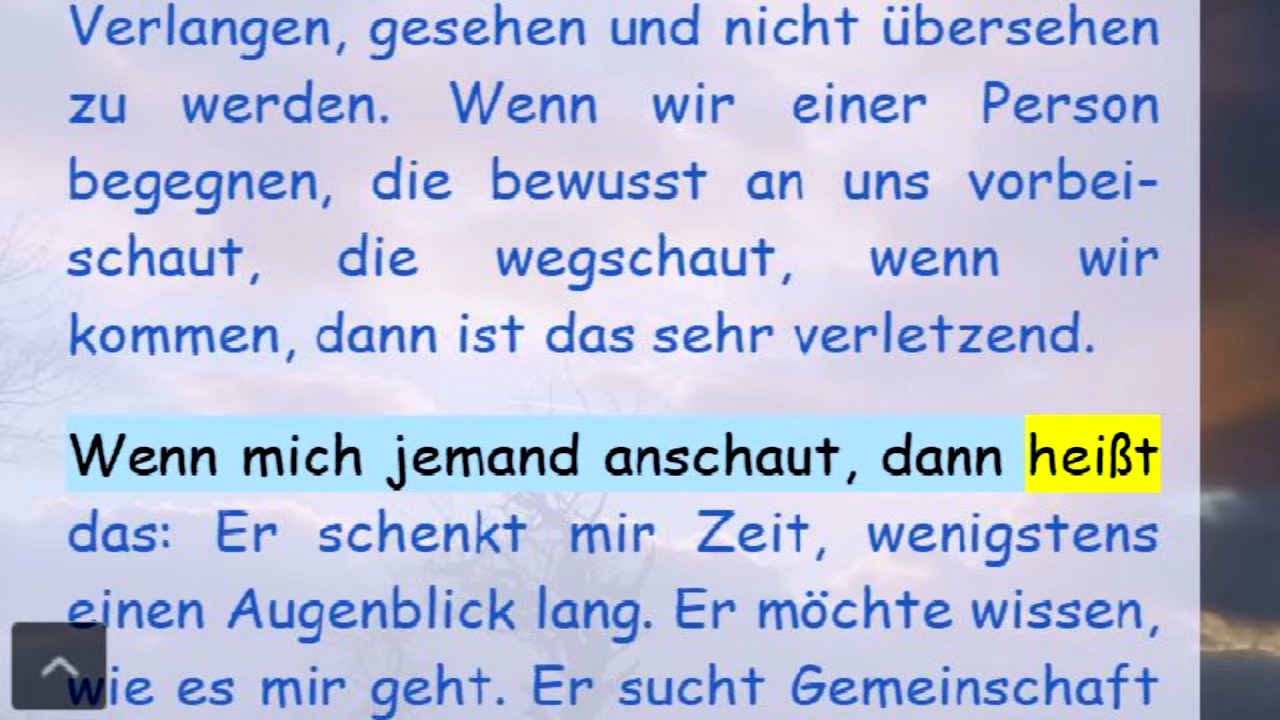 Verlangen, gesehen und nicht übersehen
zu werden. Wenn wir einer Person
begegnen, die bewusst an uns vorbei-
schaut, die wegschaut, wenn wir
kommen, dann ist das sehr verletzend.
Wenn mich jemand anschaut, dann heißt
das: Er schenkt mir Zeit, wenigstens
einen Augenblick lang. Er möchte wissen,
wie es mir geht. Er sucht Gemeinschaft